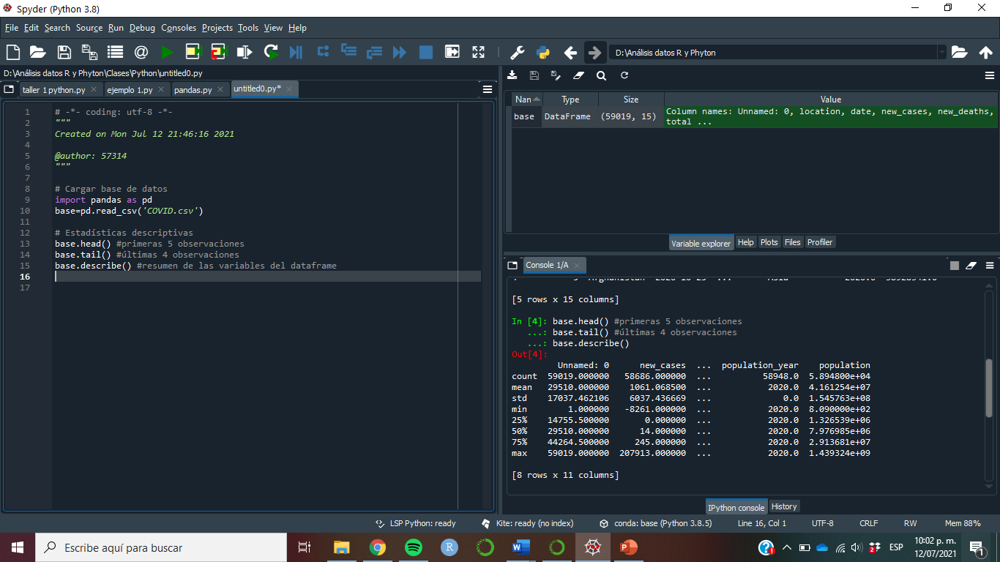 Spyder (Python 3.8)
File Edit Search Source Run Debug Consoles Projects Tools View Help
D:\Análisis datos R y Phyton
D:\Análisis datos R y Phyton\Clases\Python\untitled0.py
taller 1 python.py
ejemplo 1.py
pandas.py
untitled0.py*
1 # -*- coding: utf-8 -*-
2 """
3 Created on Mon Jul 12 21:46:16 2021
4
5 @author: 57314
6 """
7
8 # Cargar base de datos
9 import pandas as pd
10 base=pd.read_csv('COVID.csv')
11
12 # Estadísticas descriptivas
13 base.head() #primeras 5 observaciones
14 base.tail() #últimas 4 observaciones
15 base.describe() #resumen de las variables del dataframe
16
17
Nan Type Size Value
base DataFrame (59019, 15) Column names: Unnamed: 0, location, date, new_cases, new_deaths,
total ...
Variable explorer Help Plots Files Profiler
Console 1/A
[5 rows x 15 columns]
In [4]: base.head() #primeras 5 observaciones
...: base.tail() #últimas 4 observaciones
...: base.describe()
Out[4]:
Unnamed: 0 new_cases ... population_year population
count 59019.000000 58686.000000 ... 58948.0 5.894800e+04
mean 29510.000000 1061.068500 ... 2020.0 4.161254e+07
std 17037.462106 6037.436669 ... 0.0 1.545763e+08
min 1.000000 -8261.000000 ... 2020.0 8.090000e+02
25% 14755.500000 0.000000 ... 2020.0 1.326539e+06
50% 29510.000000 14.000000 ... 2020.0 7.976985e+06
75% 44264.500000 245.000000 ... 2020.0 2.913681e+07
max 59019.000000 207913.000000 ... 2020.0 1.439324e+09
[8 rows x 11 columns]
IPython console History
LSP Python: ready Kite: ready (no index) conda: base (Python 3.8.5) Line 16, Col 1 UTF-8 CRLF RW Mem 88%
Escribe aquí para buscar
ESP
10:02 p. m.
12/07/2021